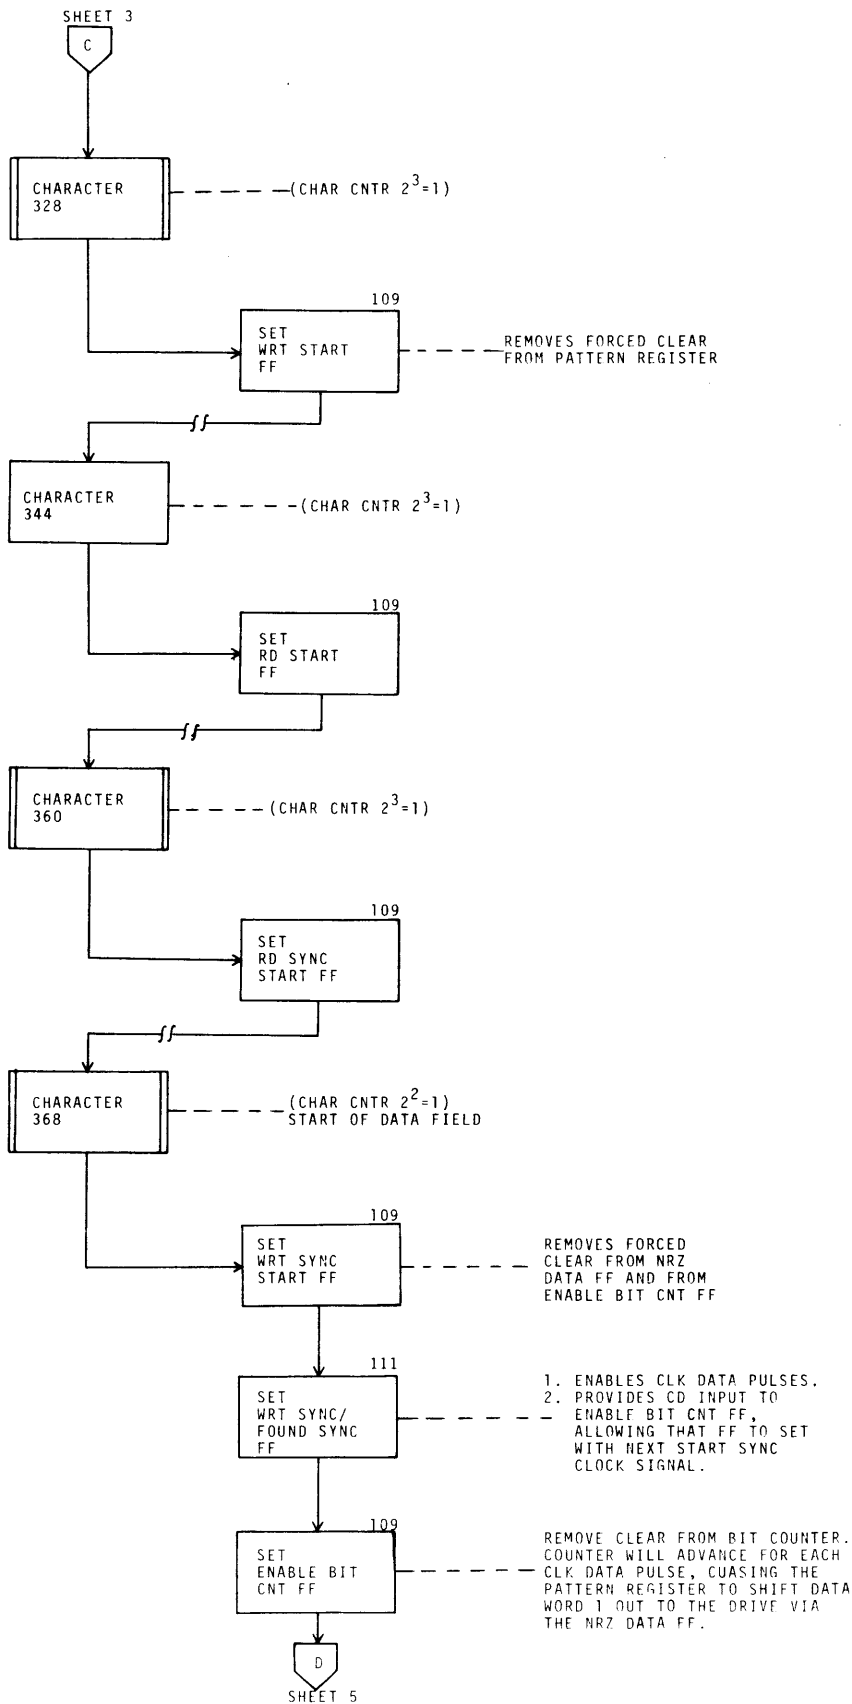 SHEET 3
C
CHARACTER
328
(CHAR CNTR 2³=1)
109
SET
WRT START
FF
REMOVES FORCED CLEAR
FROM PATTERN REGISTER
CHARACTER
344
(CHAR CNTR 2³=1)
109
SET
RD START
FF
CHARACTER
360
(CHAR CNTR 2³=1)
109
SET
RD SYNC
START FF
CHARACTER
368
(CHAR CNTR 2²=1)
START OF DATA FIELD
109
SET
WRT SYNC
START FF
REMOVES FORCED
CLEAR FROM NRZ
DATA FF AND FROM
ENABLE BIT CNT FF
111
SET
WRT SYNC/
FOUND SYNC
FF
1. ENABLES CLK DATA PULSES.
2. PROVIDES CD INPUT TO
ENABLE BIT CNT FF,
ALLOWING THAT FF TO SET
WITH NEXT START SYNC
CLOCK SIGNAL.
109
SET
ENABLE BIT
CNT FF
REMOVE CLEAR FROM BIT COUNTER.
COUNTER WILL ADVANCE FOR EACH
CLK DATA PULSE, CUASING THE
PATTERN REGISTER TO SHIFT DATA
WORD 1 OUT TO THE DRIVE VIA
THE NRZ DATA FF.
D
SHEET 5